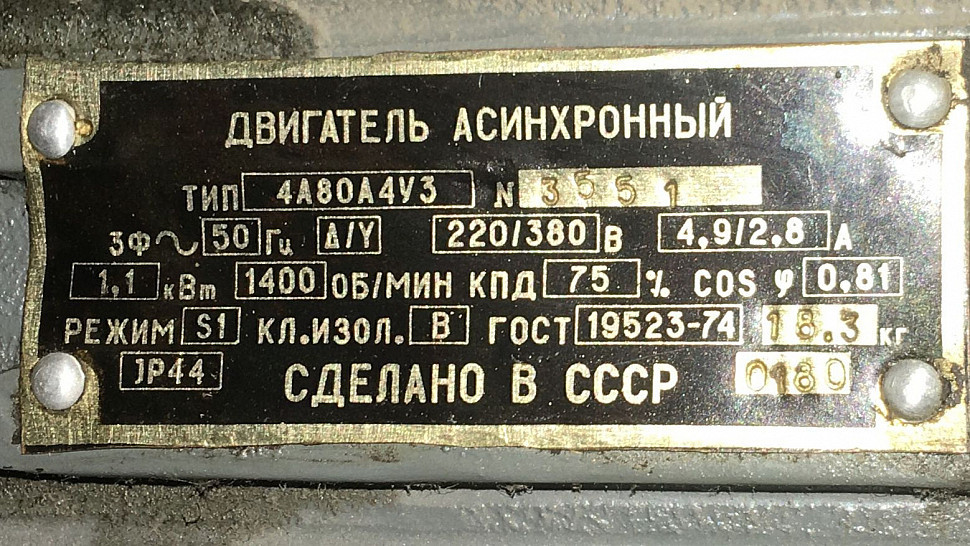 ДВИГАТЕЛЬ АСИНХРОННЫЙ
ТИП 4А80А4У3 N 3551
3Ф~ 50 Гц Δ/Y 220/380 В 4,9/2,8 А
1,1 кВт 1400 ОБ/МИН КПД 75 % COS φ 0,81
РЕЖИМ S1 КЛ.ИЗОЛ. В ГОСТ 19523-74 18.3 кг
JP44 СДЕЛАНО В СССР 0180